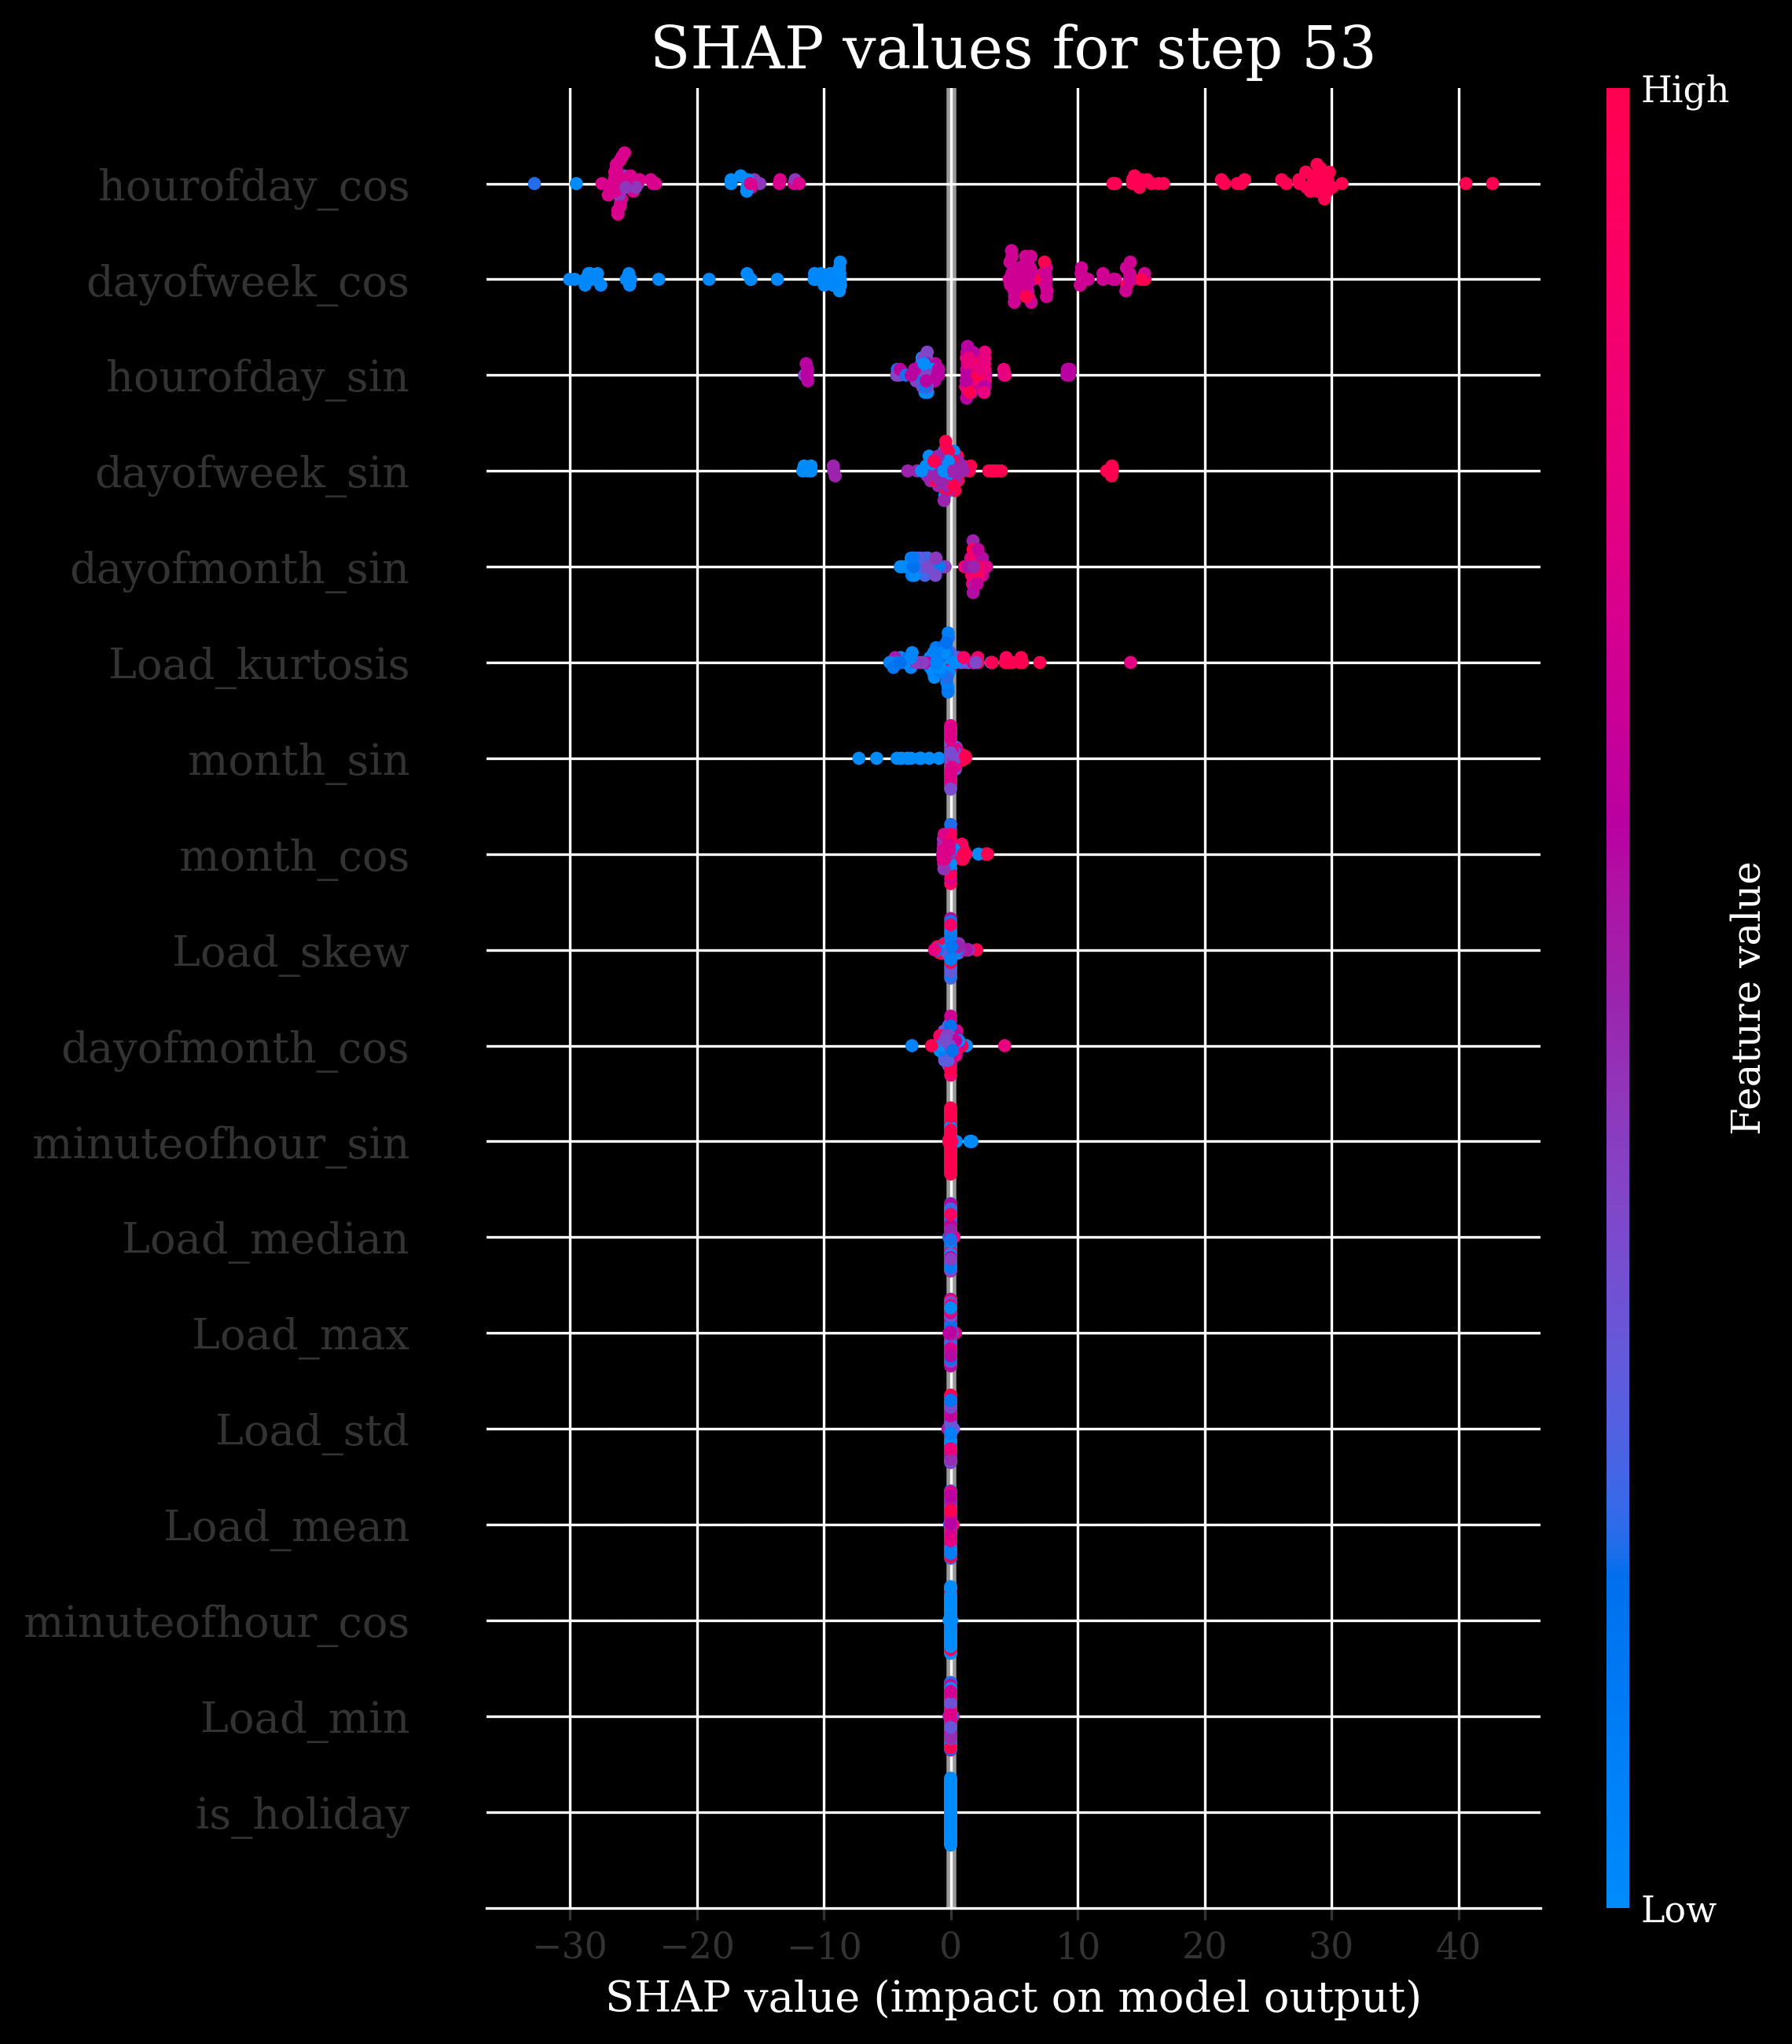 SHAP values for step 53
High
hourofday_cos
dayofweek_cos
hourofday_sin
dayofweek_sin
dayofmonth_sin
Load_kurtosis
month_sin
month_cos
Load_skew
dayofmonth_cos
minuteofhour_sin
Load_median
Load_max
Load_std
Load_mean
minuteofhour_cos
Load_min
is_holiday
Feature value
Low
−30 −20 −10 0 10 20 30 40
SHAP value (impact on model output)